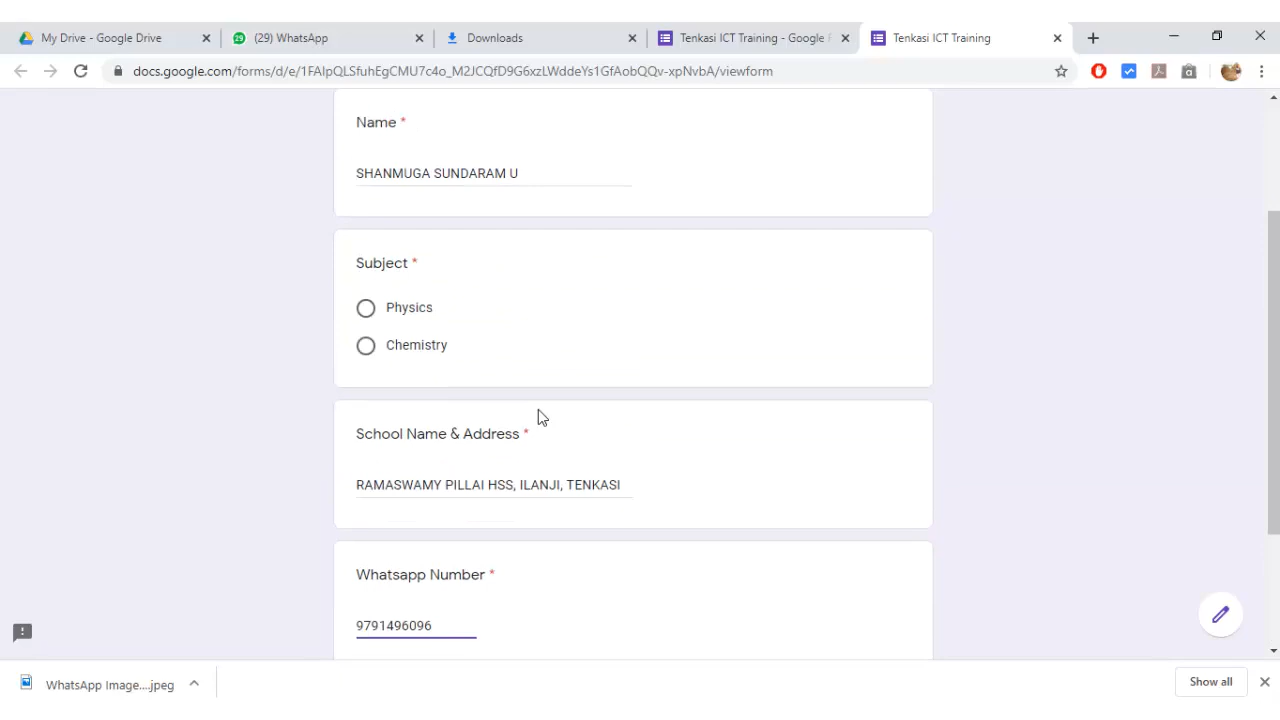 My Drive - Google Drive
(29) WhatsApp
Downloads
Tenkasi ICT Training - Google F
Tenkasi ICT Training
docs.google.com/forms/d/e/1FAIpQLSfuhEgCMU7c4o_M2JCQfD9G6xzLWddeYs1GfAobQQv-xpNvbA/viewform
Name *
SHANMUGA SUNDARAM U
Subject *
Physics
Chemistry
School Name & Address *
RAMASWAMY PILLAI HSS, ILANJI, TENKASI
Whatsapp Number *
9791496096
WhatsApp Image....jpeg
Show all